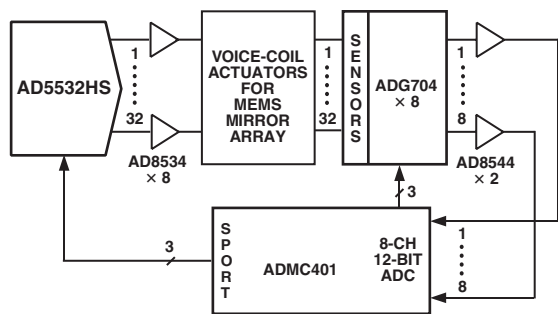 AD5532HS
1
32
AD8534
× 8
VOICE-COIL
ACTUATORS
FOR
MEMS
MIRROR
ARRAY
1
32
SENSORS
ADG704
× 8
1
8
AD8544
× 2
3
3
SPORT
ADMC401
8-CH
12-BIT
ADC
1
8